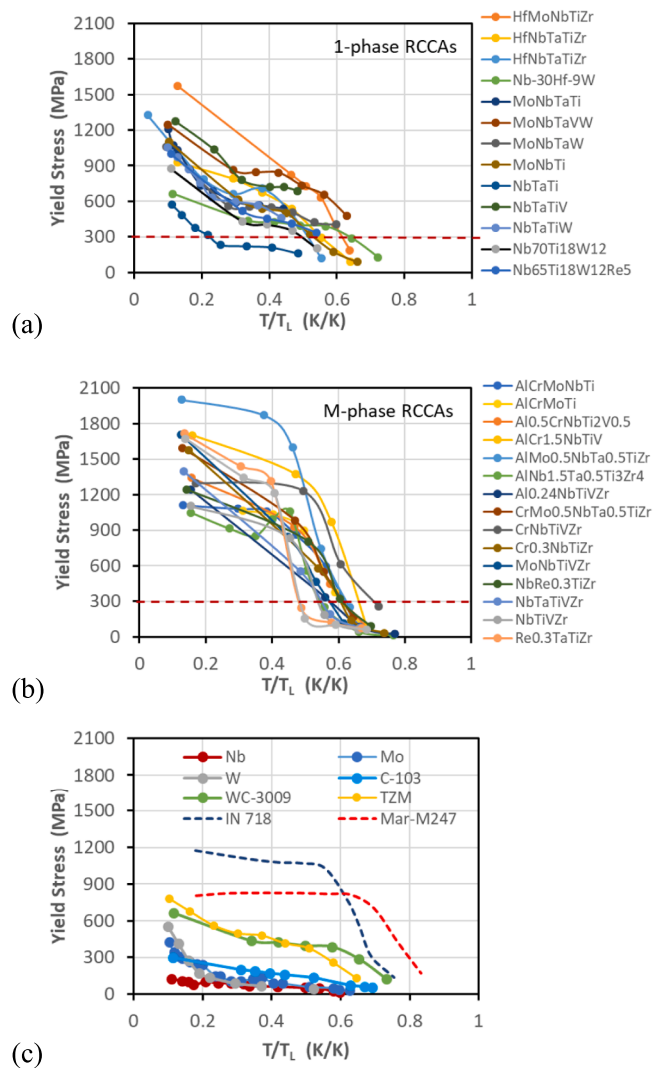 2100
1800
1500
1200
900
600
300
0
Yield Stress (MPa)
1-phase RCCAs
0 0.2 0.4 0.6 0.8 1
T/T_L (K/K)
HfMoNbTiZr
HfNbTaTiZr
HfNbTaTiZr
Nb-30Hf-9W
MoNbTaTi
MoNbTaVW
MoNbTaW
MoNbTi
NbTaTi
NbTaTiV
NbTaTiW
Nb70Ti18W12
Nb65Ti18W12Re5
(a)
2100
1800
1500
1200
900
600
300
0
Yield Stress (MPa)
M-phase RCCAs
0 0.2 0.4 0.6 0.8 1
T/T_L (K/K)
AlCrMoNbTi
AlCrMoTi
Al0.5CrNbTi2V0.5
AlCr1.5NbTiV
AlMo0.5NbTa0.5TiZr
AlNb1.5Ta0.5Ti3Zr4
Al0.24NbTiVZr
CrMo0.5NbTa0.5TiZr
CrNbTiVZr
Cr0.3NbTiZr
MoNbTiVZr
NbRe0.3TiZr
NbTaTiVZr
NbTiVZr
Re0.3TaTiZr
(b)
2100
1800
1500
1200
900
600
300
0
Yield Stress (MPa)
Nb Mo
W C-103
WC-3009 TZM
IN 718 Mar-M247
0 0.2 0.4 0.6 0.8 1
T/T_L (K/K)
(c)